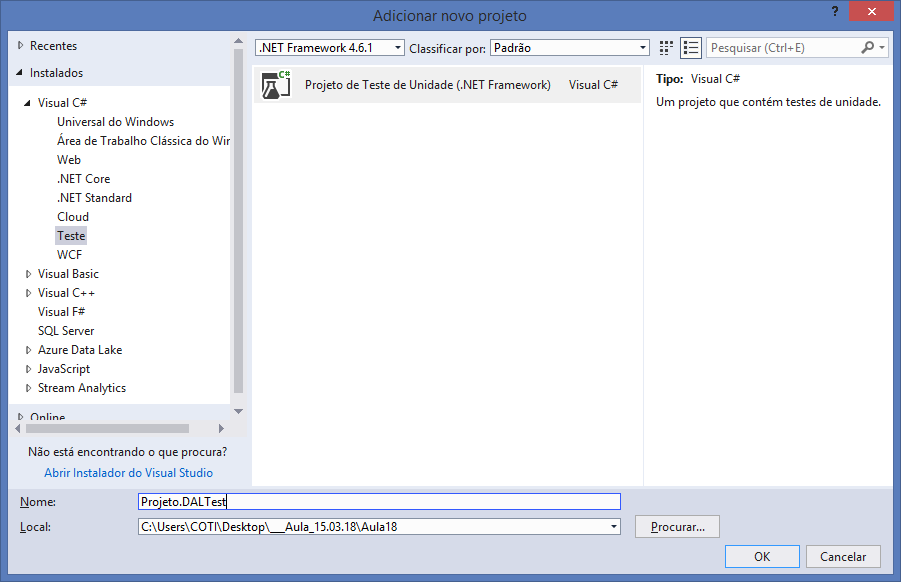 Adicionar novo projeto
?
Recentes
Instalados
Visual C#
Universal do Windows
Área de Trabalho Clássica do Wir
Web
.NET Core
.NET Standard
Cloud
Teste
WCF
Visual Basic
Visual C++
Visual F#
SQL Server
Azure Data Lake
JavaScript
Stream Analytics
Online
Não está encontrando o que procura?
Abrir Instalador do Visual Studio
.NET Framework 4.6.1 Classificar por: Padrão
Pesquisar (Ctrl+E)
C# Projeto de Teste de Unidade (.NET Framework) Visual C#
Tipo: Visual C#
Um projeto que contém testes de unidade.
Nome: Projeto.DALTest
Local: C:\Users\COTI\Desktop\___Aula_15.03.18\Aula18
Procurar...
OK Cancelar